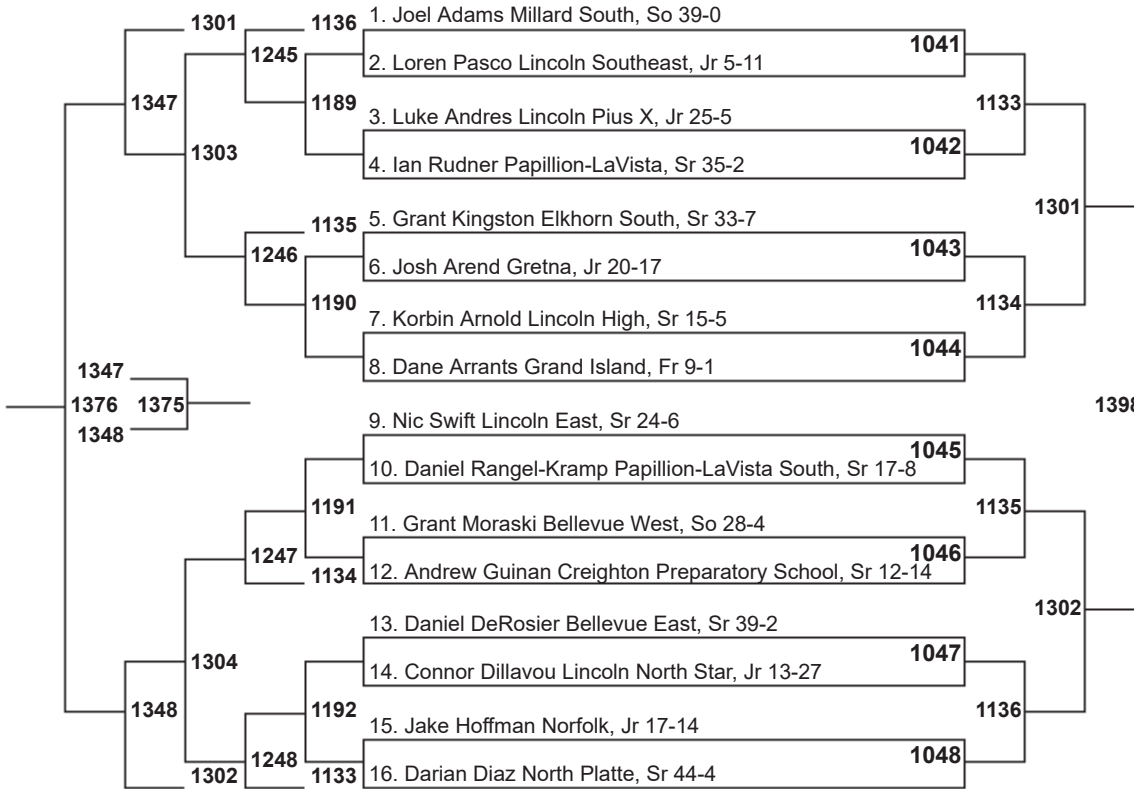 1301
1136
1. Joel Adams Millard South, So 39-0
1041
1245
2. Loren Pasco Lincoln Southeast, Jr 5-11
1347
1189
1133
3. Luke Andres Lincoln Pius X, Jr 25-5
1042
1303
4. Ian Rudner Papillion-LaVista, Sr 35-2
1301
1135
5. Grant Kingston Elkhorn South, Sr 33-7
1043
1246
6. Josh Arend Gretna, Jr 20-17
1190
1134
7. Korbin Arnold Lincoln High, Sr 15-5
1044
8. Dane Arrants Grand Island, Fr 9-1
1347
1376
1375
1348
1398
9. Nic Swift Lincoln East, Sr 24-6
1045
10. Daniel Rangel-Kramp Papillion-LaVista South, Sr 17-8
1191
1135
11. Grant Moraski Bellevue West, So 28-4
1046
1247
1134
12. Andrew Guinan Creighton Preparatory School, Sr 12-14
1302
13. Daniel DeRosier Bellevue East, Sr 39-2
1047
1304
14. Connor Dillavou Lincoln North Star, Jr 13-27
1348
1192
1136
15. Jake Hoffman Norfolk, Jr 17-14
1048
1248
1302
1133
16. Darian Diaz North Platte, Sr 44-4